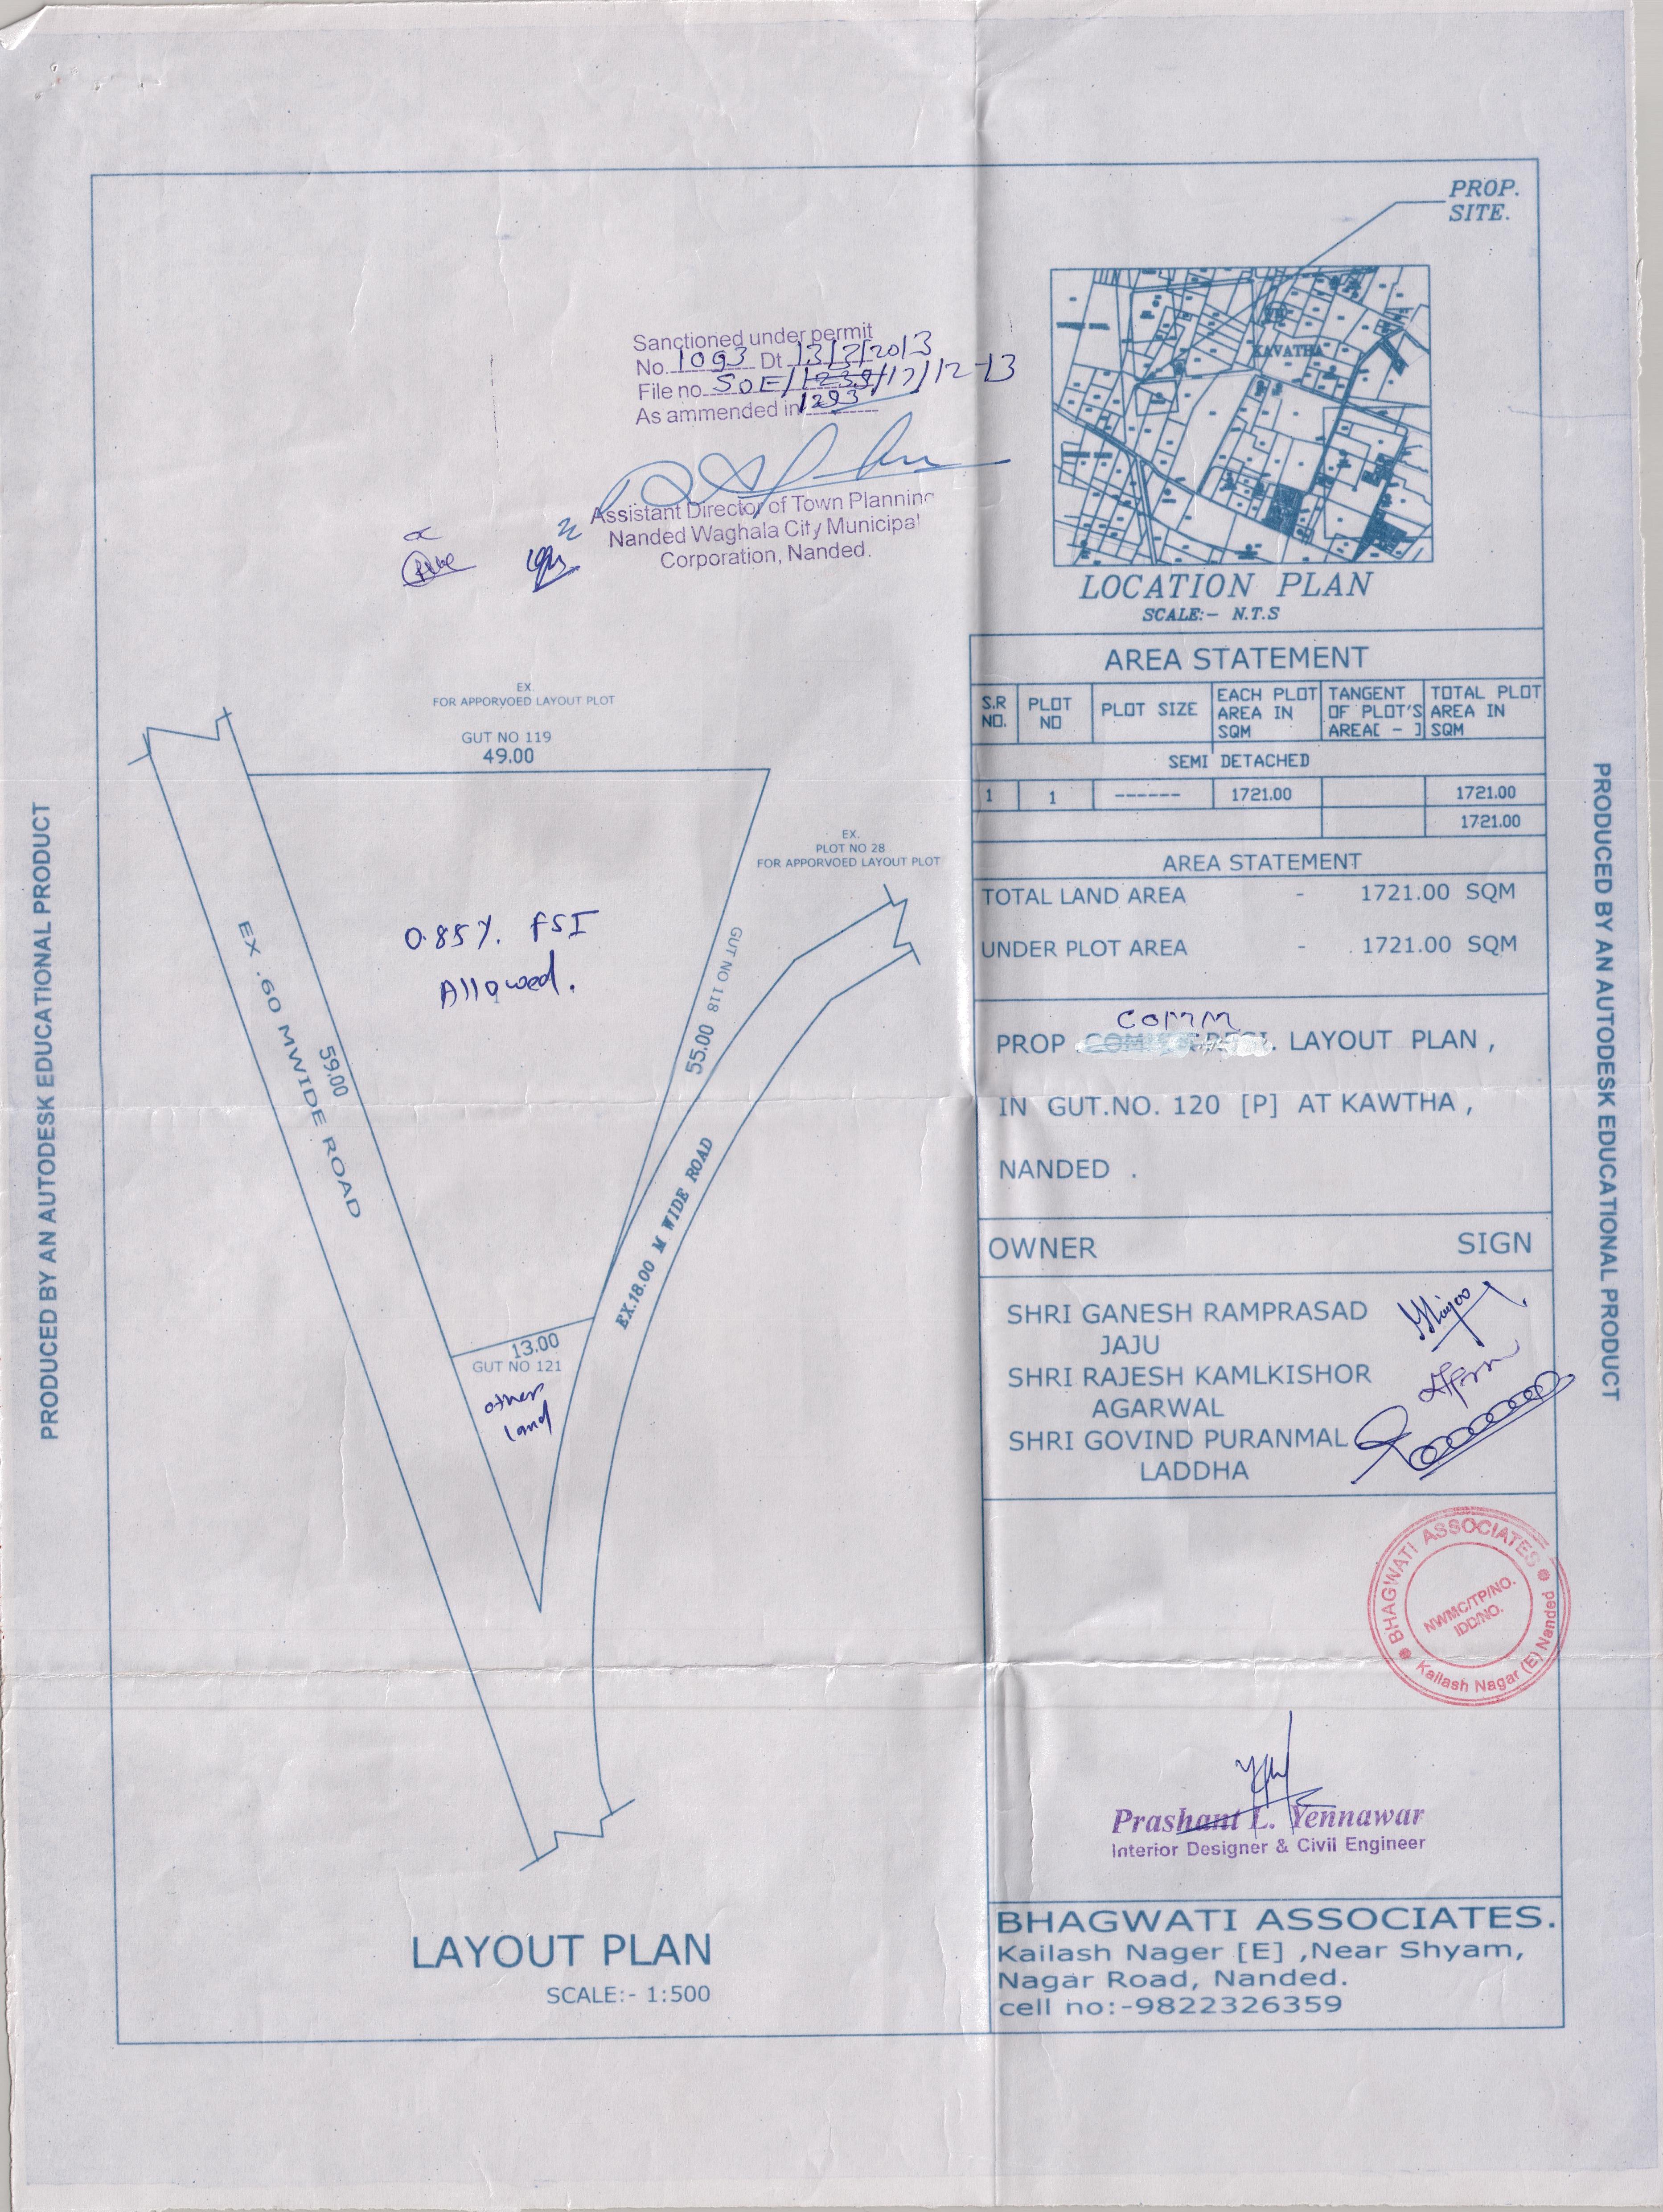 PROP.
SITE.
KAVATHA
LOCATION PLAN
SCALE:- N.T.S
Sanctioned under permit
No. 1093 Dt 13/3/2013
File no. SOE/1239/17/12-13
As ammended in 1293
Assistant Director of Town Planning
Nanded Waghala City Municipal
Corporation, Nanded.
EX.
FOR APPORVOED LAYOUT PLOT
GUT NO 119
49.00
EX.
PLOT NO 28
FOR APPORVOED LAYOUT PLOT
0.85%. FSI
Allowed.
GUT NO 118
55.00
59.00
EX .60 MWIDE ROAD
EX.18.00 M WIDE ROAD
13.00
GUT NO 121
other
land
LAYOUT PLAN
SCALE:- 1:500
AREA STATEMENT
S.R NO. PLOT NO PLOT SIZE EACH PLOT AREA IN SQM TANGENT OF PLOT'S AREA[ - ] TOTAL PLOT AREA IN SQM
SEMI DETACHED
1 1 ------ 1721.00 1721.00
1721.00
AREA STATEMENT
TOTAL LAND AREA - 1721.00 SQM
UNDER PLOT AREA - 1721.00 SQM
comm
PROP . LAYOUT PLAN ,
IN GUT.NO. 120 [P] AT KAWTHA ,
NANDED .
OWNER SIGN
SHRI GANESH RAMPRASAD
JAJU
SHRI RAJESH KAMLKISHOR
AGARWAL
SHRI GOVIND PURANMAL
LADDHA
BHAGWATI ASSOCIATES
NWMC/TP/NO.
IDD/NO.
Kailash Nagar (E) Nanded
Prashant L. Yennawar
Interior Designer & Civil Engineer
BHAGWATI ASSOCIATES.
Kailash Nager [E] ,Near Shyam,
Nagar Road, Nanded.
cell no:-9822326359
PRODUCED BY AN AUTODESK EDUCATIONAL PRODUCT
PRODUCED BY AN AUTODESK EDUCATIONAL PRODUCT